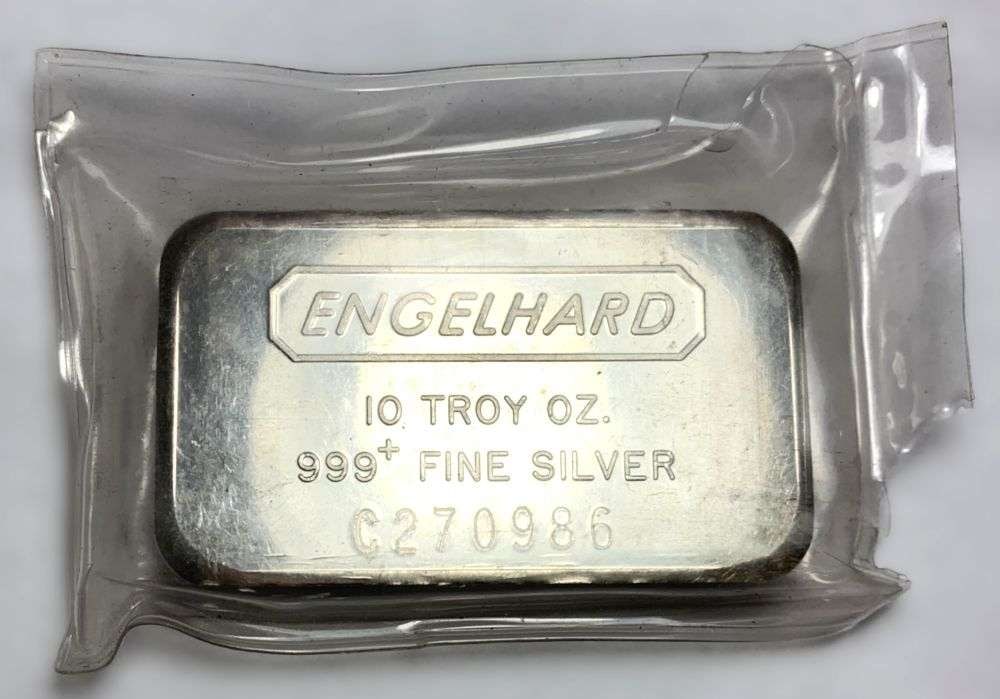 ENGELHARD
10 TROY OZ.
999+ FINE SILVER
C270986